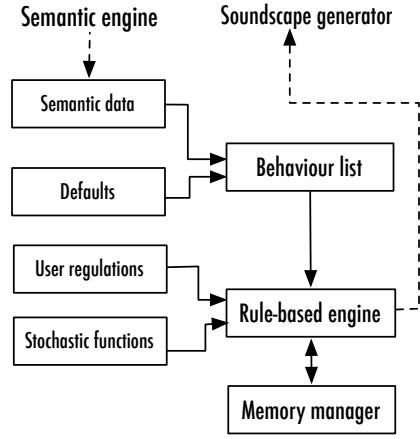 Semantic engine
Soundscape generator
Semantic data
Behaviour list
Defaults
User regulations
Rule-based engine
Stochastic functions
Memory manager